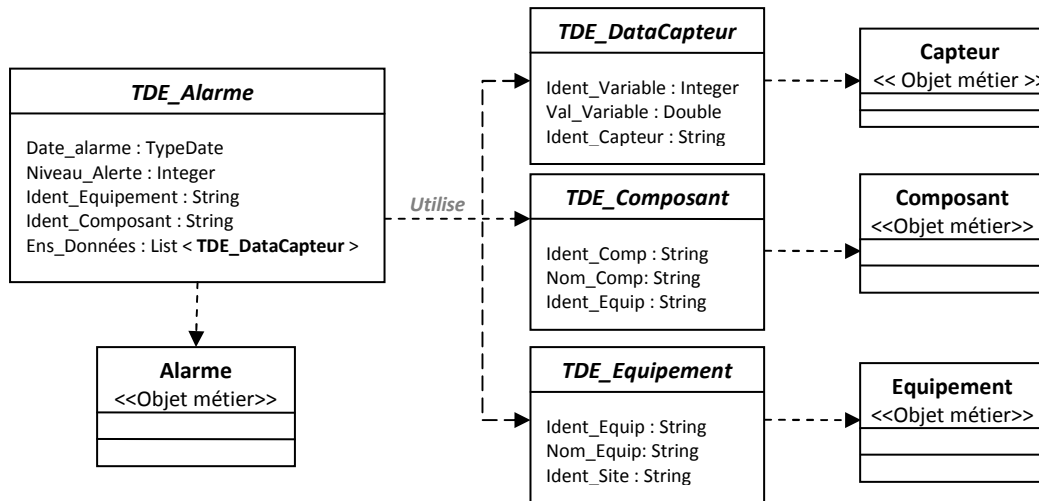 TDE_Alarme
Date_alarme : TypeDate
Niveau_Alerte : Integer
Ident_Equipement : String
Ident_Composant : String
Ens_Données : List < TDE_DataCapteur >
Alarme
<<Objet métier>>
Utilise
TDE_DataCapteur
Ident_Variable : Integer
Val_Variable : Double
Ident_Capteur : String
Capteur
<< Objet métier >>
TDE_Composant
Ident_Comp : String
Nom_Comp: String
Ident_Equip : String
Composant
<<Objet métier>>
TDE_Equipement
Ident_Equip : String
Nom_Equip: String
Ident_Site : String
Equipement
<<Objet métier>>